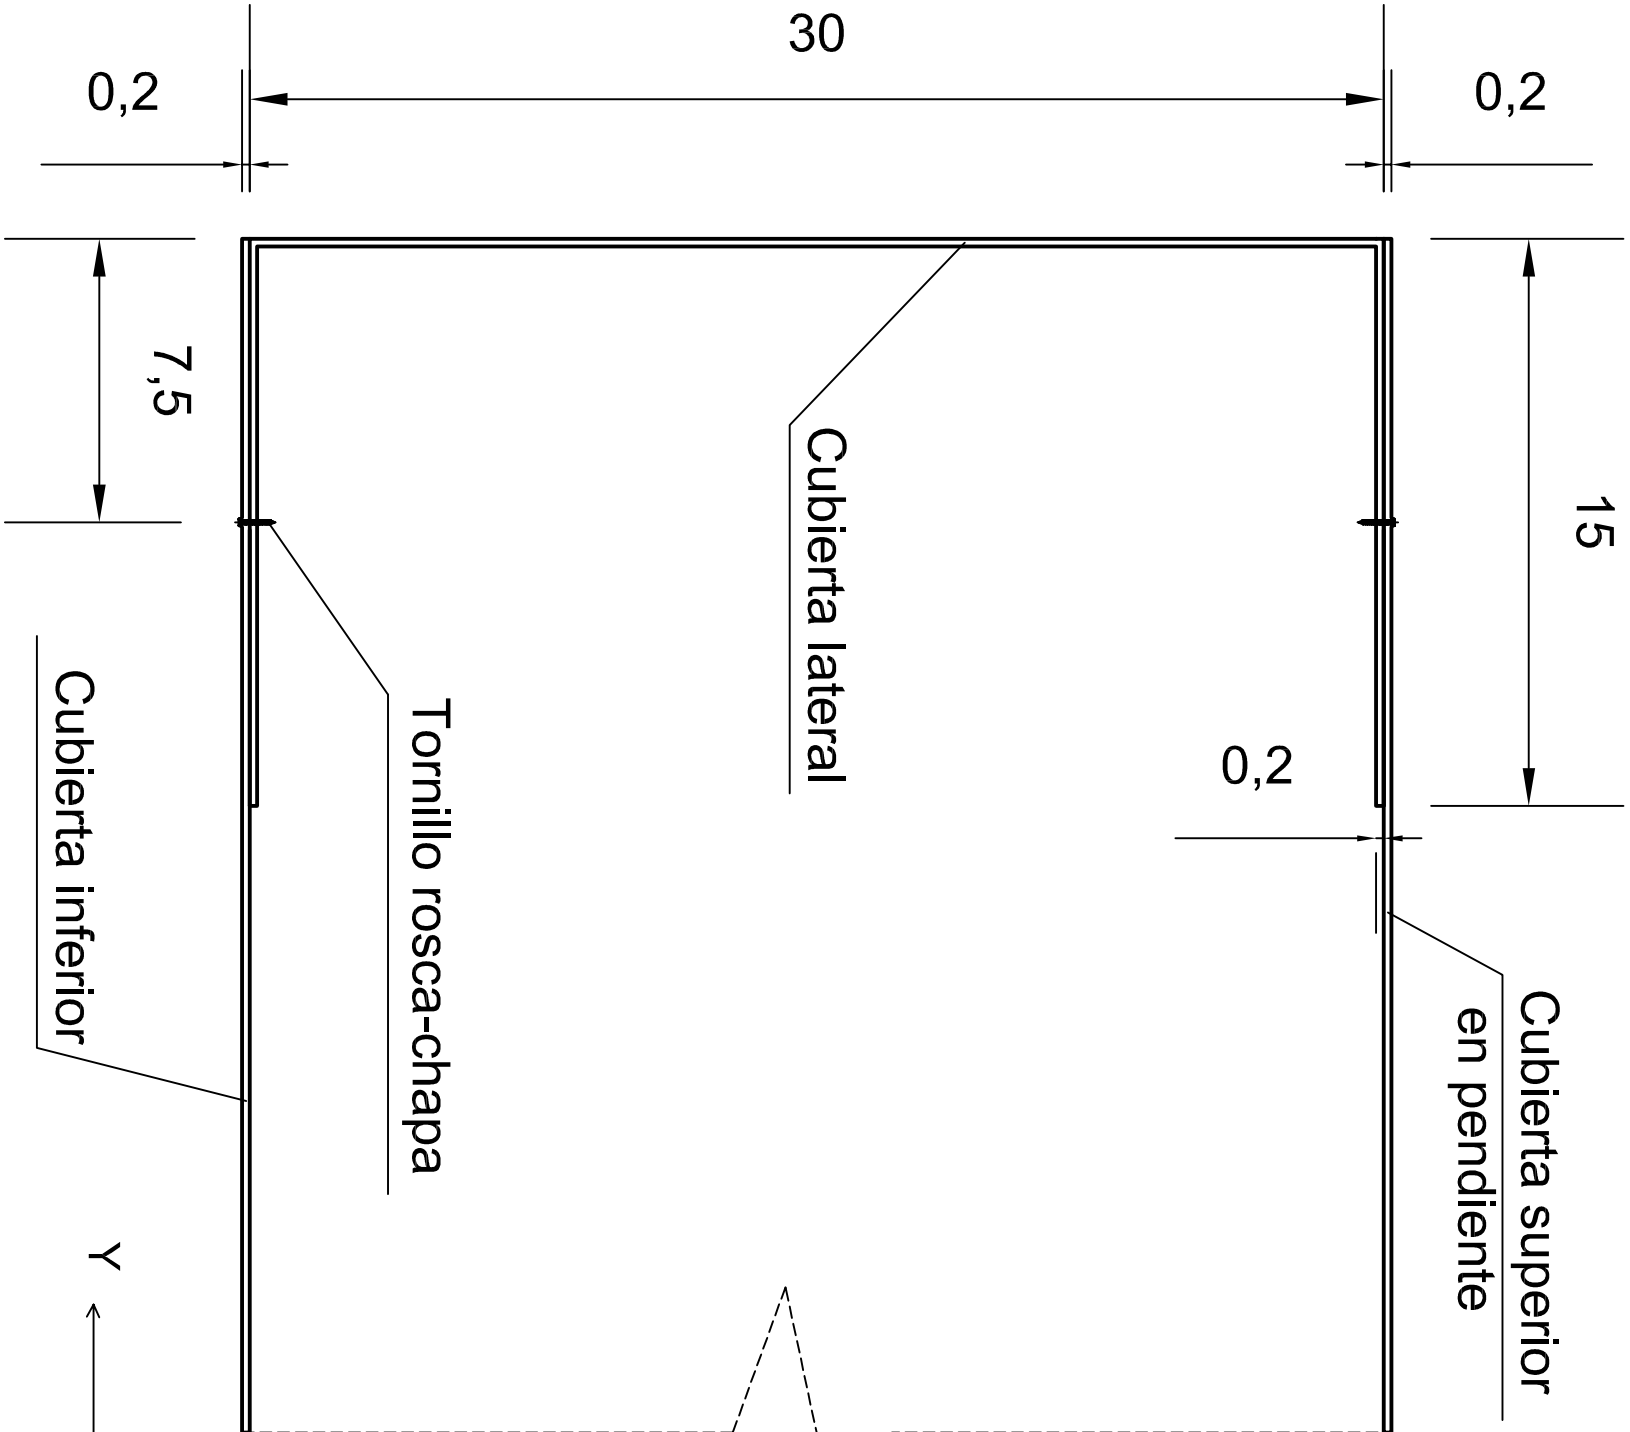 30
0,2
0,2
7,5
15
Cubierta lateral
0,2
Tornillo rosca-chapa
Cubierta inferior
Cubierta superior
en pendiente
Y